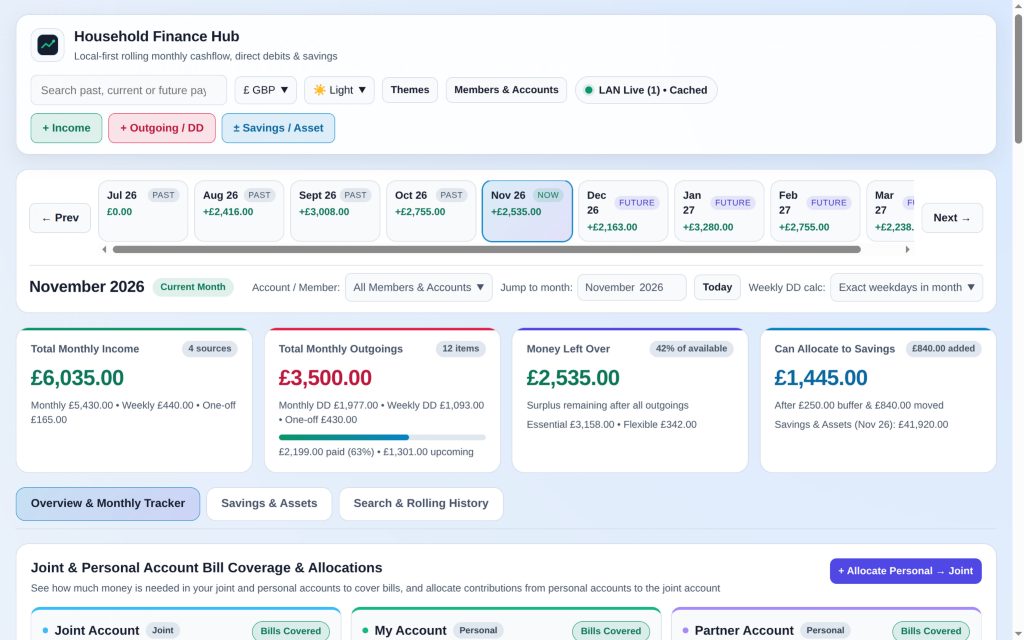 Household Finance Hub
Local-first rolling monthly cashflow, direct debits & savings
Search past, current or future pay
£ GBP ▼
☀️ Light ▼
Themes
Members & Accounts
LAN Live (1) • Cached
+ Income
+ Outgoing / DD
± Savings / Asset
← Prev
Jul 26 PAST
£0.00
Aug 26 PAST
+£2,416.00
Sept 26 PAST
+£3,008.00
Oct 26 PAST
+£2,755.00
Nov 26 NOW
+£2,535.00
Dec 26 FUTURE
+£2,163.00
Jan 27 FUTURE
+£3,280.00
Feb 27 FUTURE
+£2,755.00
Mar 27
+£2,238.
Next →
November 2026 Current Month
Account / Member: All Members & Accounts ▼
Jump to month: November 2026
Today
Weekly DD calc: Exact weekdays in month ▼
Total Monthly Income 4 sources
£6,035.00
Monthly £5,430.00 • Weekly £440.00 • One-off
£165.00
Total Monthly Outgoings 12 items
£3,500.00
Monthly DD £1,977.00 • Weekly DD £1,093.00
• One-off £430.00
£2,199.00 paid (63%) • £1,301.00 upcoming
Money Left Over 42% of available
£2,535.00
Surplus remaining after all outgoings
Essential £3,158.00 • Flexible £342.00
Can Allocate to Savings £840.00 added
£1,445.00
After £250.00 buffer & £840.00 moved
Savings & Assets (Nov 26): £41,920.00
Overview & Monthly Tracker
Savings & Assets
Search & Rolling History
Joint & Personal Account Bill Coverage & Allocations
See how much money is needed in your joint and personal accounts to cover bills, and allocate contributions from personal accounts to the joint account
+ Allocate Personal → Joint
Joint Account Joint Bills Covered
My Account Personal Bills Covered
Partner Account Personal Bills Covered